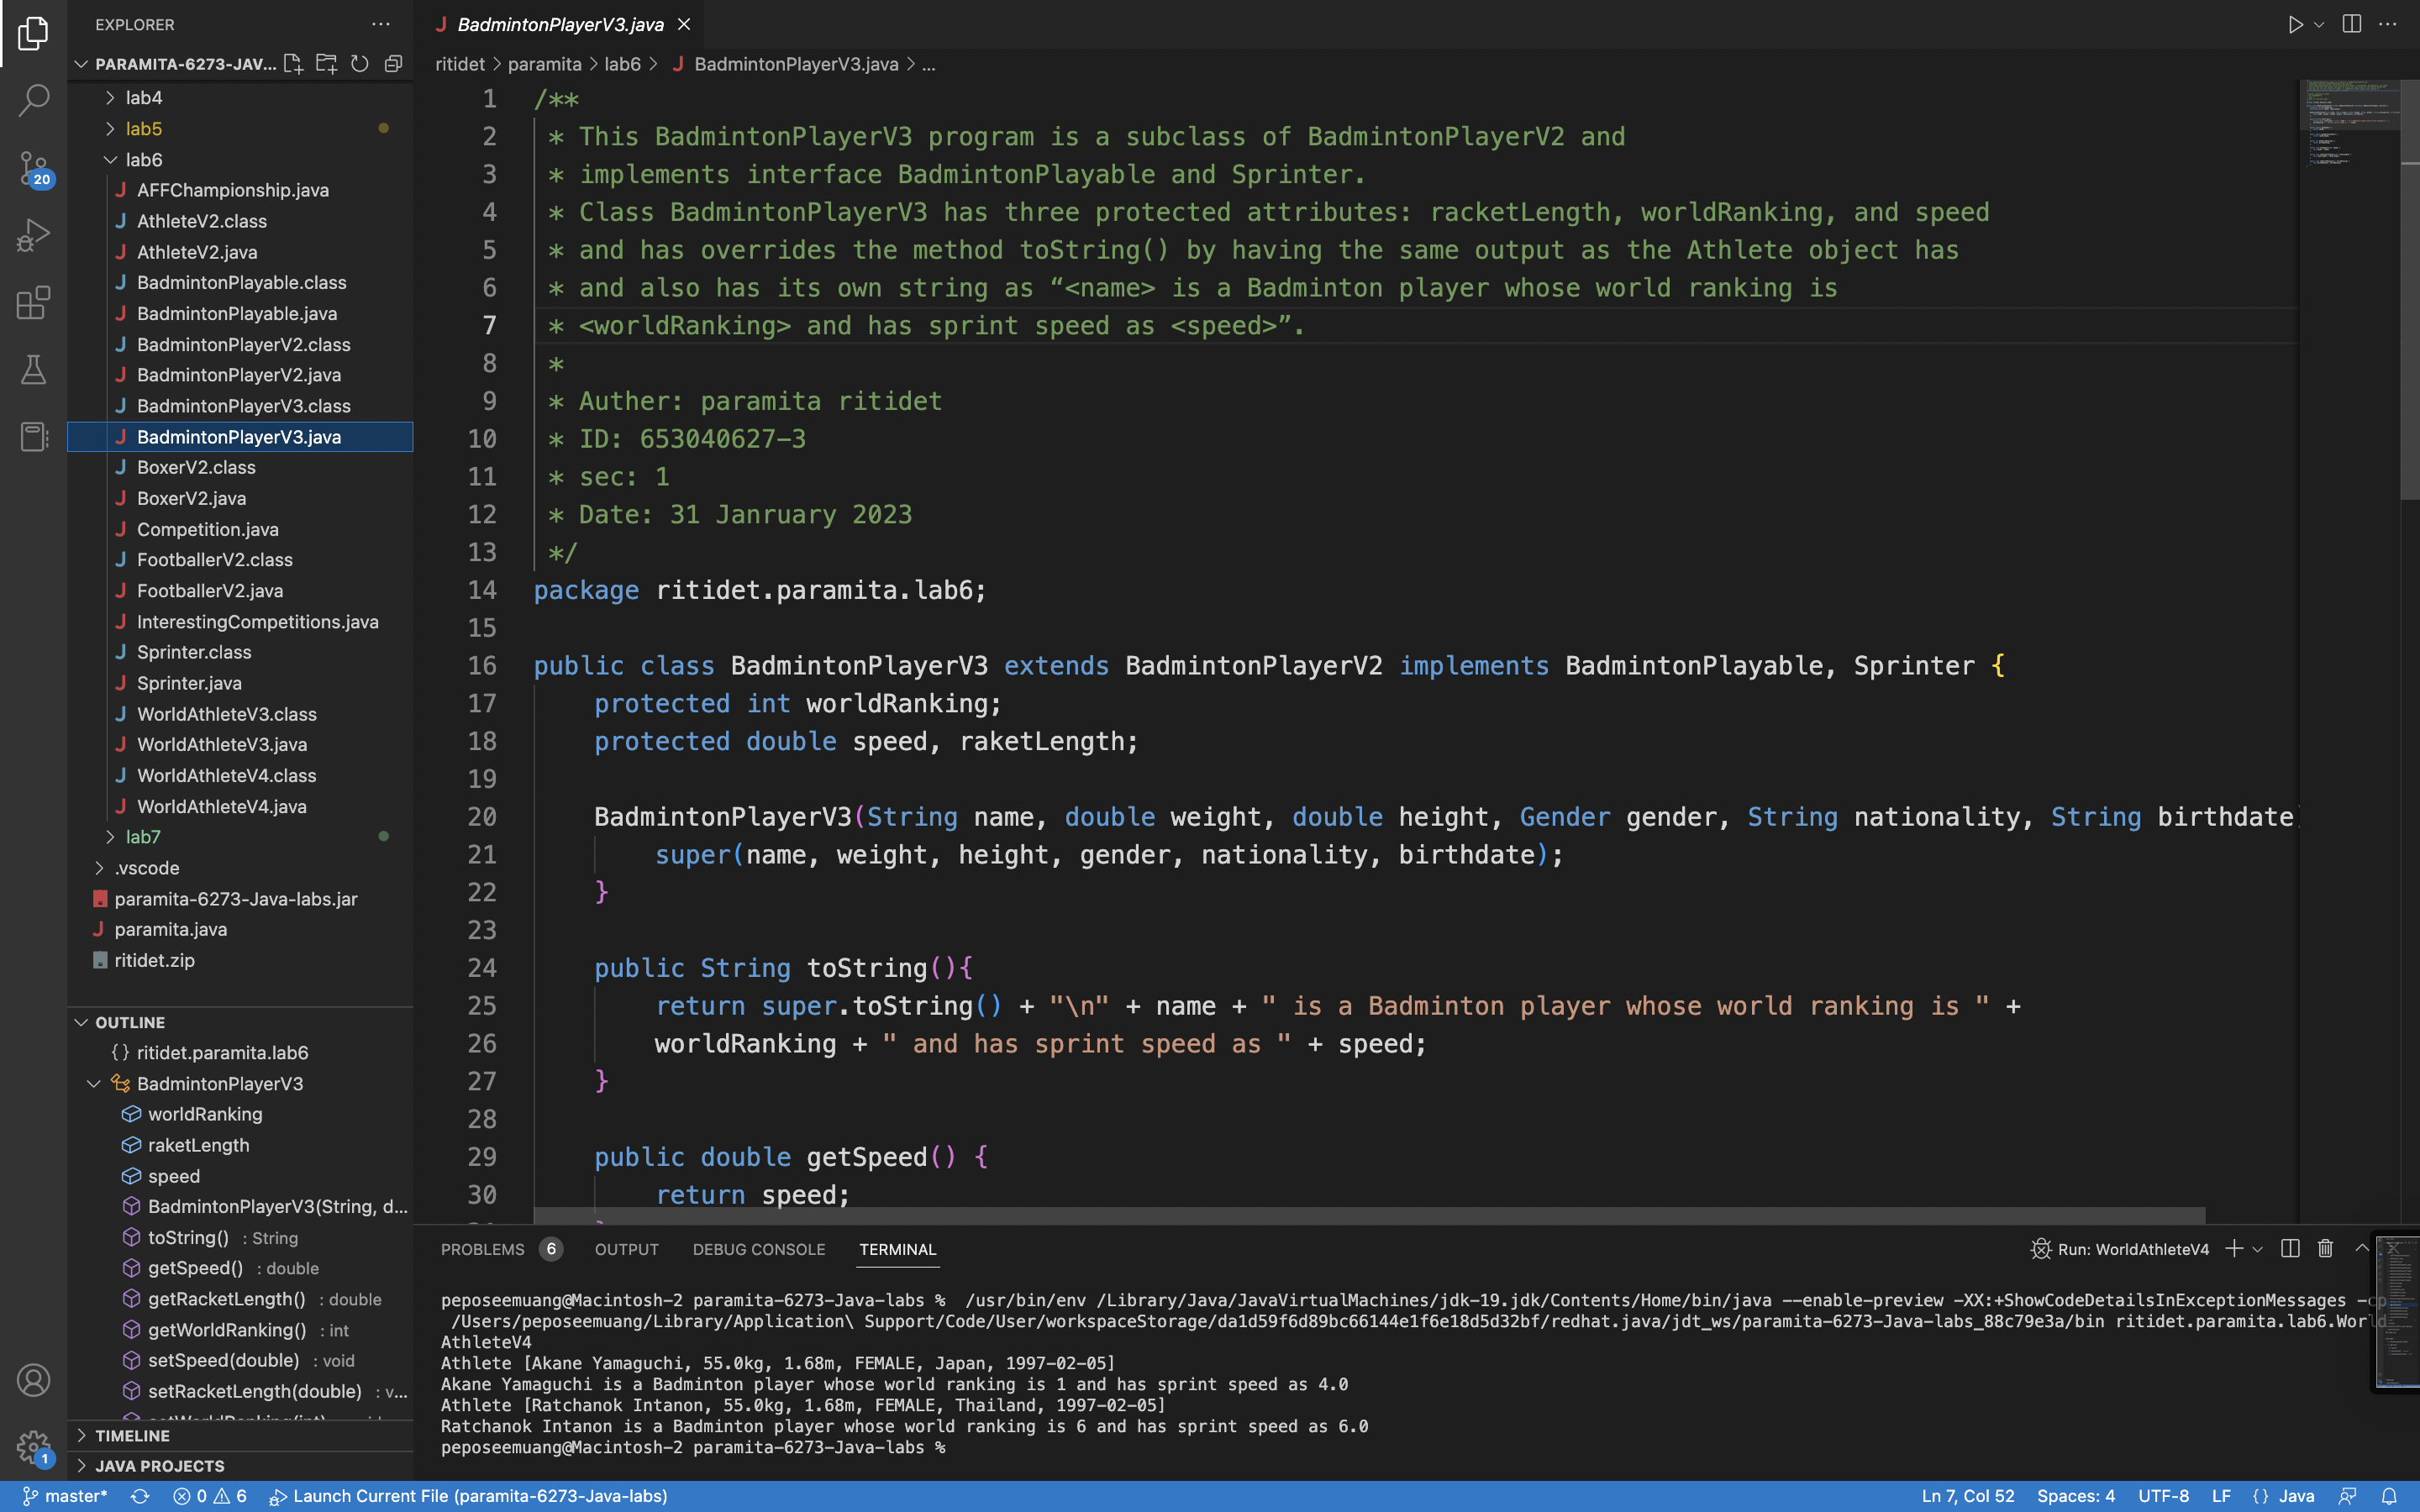 EXPLORER
PARAMITA-6273-JAV...
lab4
lab5
lab6
AFFChampionship.java
AthleteV2.class
AthleteV2.java
BadmintonPlayable.class
BadmintonPlayable.java
BadmintonPlayerV2.class
BadmintonPlayerV2.java
BadmintonPlayerV3.class
BadmintonPlayerV3.java
BoxerV2.class
BoxerV2.java
Competition.java
FootballerV2.class
FootballerV2.java
InterestingCompetitions.java
Sprinter.class
Sprinter.java
WorldAthleteV3.class
WorldAthleteV3.java
WorldAthleteV4.class
WorldAthleteV4.java
lab7
.vscode
paramita-6273-Java-labs.jar
paramita.java
ritidet.zip
OUTLINE
{} ritidet.paramita.lab6
BadmintonPlayerV3
worldRanking
raketLength
speed
BadmintonPlayerV3(String, d...
toString() : String
getSpeed() : double
getRacketLength() : double
getWorldRanking() : int
setSpeed(double) : void
setRacketLength(double) : v...
TIMELINE
JAVA PROJECTS
20
1
J BadmintonPlayerV3.java
ritidet > paramita > lab6 > J BadmintonPlayerV3.java > ...
1 /**
2 * This BadmintonPlayerV3 program is a subclass of BadmintonPlayerV2 and
3 * implements interface BadmintonPlayable and Sprinter.
4 * Class BadmintonPlayerV3 has three protected attributes: racketLength, worldRanking, and speed
5 * and has overrides the method toString() by having the same output as the Athlete object has
6 * and also has its own string as “<name> is a Badminton player whose world ranking is
7 * <worldRanking> and has sprint speed as <speed>”.
8 *
9 * Auther: paramita ritidet
10 * ID: 653040627-3
11 * sec: 1
12 * Date: 31 Janruary 2023
13 */
14 package ritidet.paramita.lab6;
15
16 public class BadmintonPlayerV3 extends BadmintonPlayerV2 implements BadmintonPlayable, Sprinter {
17 protected int worldRanking;
18 protected double speed, raketLength;
19
20 BadmintonPlayerV3(String name, double weight, double height, Gender gender, String nationality, String birthdate
21 super(name, weight, height, gender, nationality, birthdate);
22 }
23
24 public String toString(){
25 return super.toString() + "\n" + name + " is a Badminton player whose world ranking is " +
26 worldRanking + " and has sprint speed as " + speed;
27 }
28
29 public double getSpeed() {
30 return speed;
PROBLEMS 6 OUTPUT DEBUG CONSOLE TERMINAL
Run: WorldAthleteV4
peposeemuang@Macintosh-2 paramita-6273-Java-labs % /usr/bin/env /Library/Java/JavaVirtualMachines/jdk-19.jdk/Contents/Home/bin/java --enable-preview -XX:+ShowCodeDetailsInExceptionMessages -cp
/Users/peposeemuang/Library/Application\ Support/Code/User/workspaceStorage/da1d59f6d89bc66144e1f6e18d5d32bf/redhat.java/jdt_ws/paramita-6273-Java-labs_88c79e3a/bin ritidet.paramita.lab6.World
AthleteV4
Athlete [Akane Yamaguchi, 55.0kg, 1.68m, FEMALE, Japan, 1997-02-05]
Akane Yamaguchi is a Badminton player whose world ranking is 1 and has sprint speed as 4.0
Athlete [Ratchanok Intanon, 55.0kg, 1.68m, FEMALE, Thailand, 1997-02-05]
Ratchanok Intanon is a Badminton player whose world ranking is 6 and has sprint speed as 6.0
peposeemuang@Macintosh-2 paramita-6273-Java-labs %
master* 0 6 Launch Current File (paramita-6273-Java-labs)
Ln 7, Col 52 Spaces: 4 UTF-8 LF {} Java